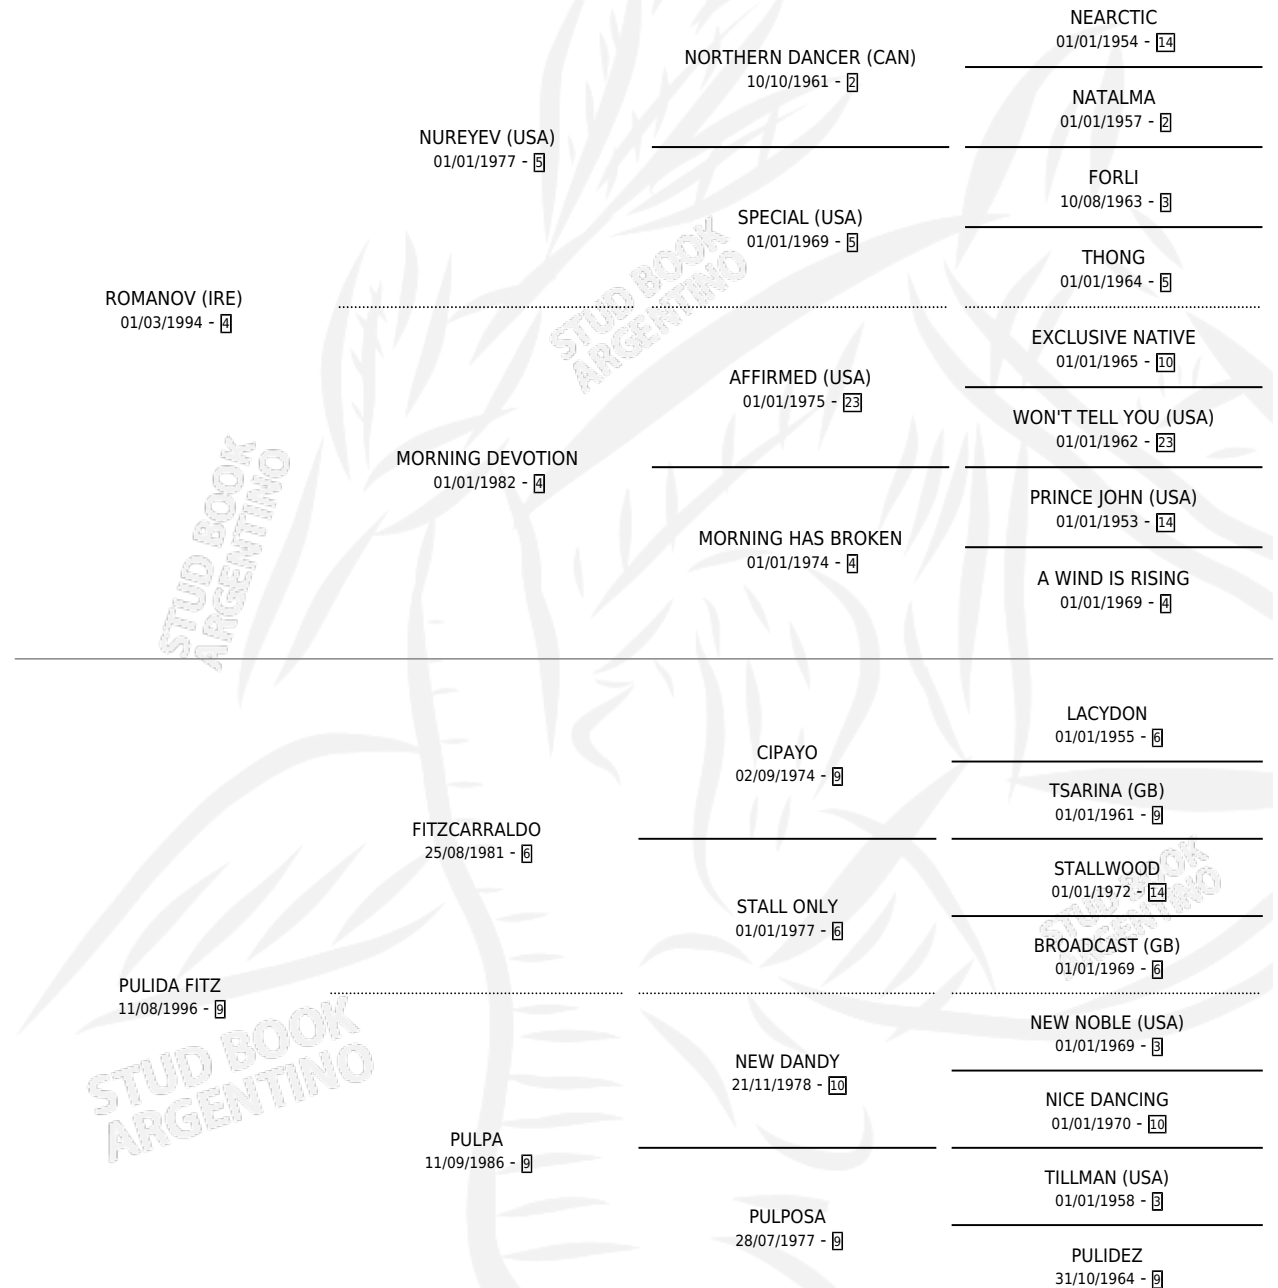 NEARCTIC
01/01/1954 - 14
NORTHERN DANCER (CAN)
10/10/1961 - 2
NATALMA
01/01/1957 - 2
NUREYEV (USA)
01/01/1977 - 5
FORLI
10/08/1963 - 3
SPECIAL (USA)
01/01/1969 - 5
THONG
01/01/1964 - 5
ROMANOV (IRE)
01/03/1994 - 4
EXCLUSIVE NATIVE
01/01/1965 - 10
AFFIRMED (USA)
01/01/1975 - 23
WON'T TELL YOU (USA)
01/01/1962 - 23
MORNING DEVOTION
01/01/1982 - 4
PRINCE JOHN (USA)
01/01/1953 - 14
MORNING HAS BROKEN
01/01/1974 - 4
A WIND IS RISING
01/01/1969 - 4
LACYDON
01/01/1955 - 6
CIPAYO
02/09/1974 - 9
TSARINA (GB)
01/01/1961 - 9
FITZCARRALDO
25/08/1981 - 6
STALLWOOD
01/01/1972 - 14
STALL ONLY
01/01/1977 - 6
BROADCAST (GB)
01/01/1969 - 6
PULIDA FITZ
11/08/1996 - 9
NEW NOBLE (USA)
01/01/1969 - 3
NEW DANDY
21/11/1978 - 10
NICE DANCING
01/01/1970 - 10
PULPA
11/09/1986 - 9
TILLMAN (USA)
01/01/1958 - 3
PULPOSA
28/07/1977 - 9
PULIDEZ
31/10/1964 - 9
STUD BOOK
ARGENTINO
STUD BOOK
ARGENTINO
STUD BOOK
ARGENTINO
STUD BOOK
ARGENTINO